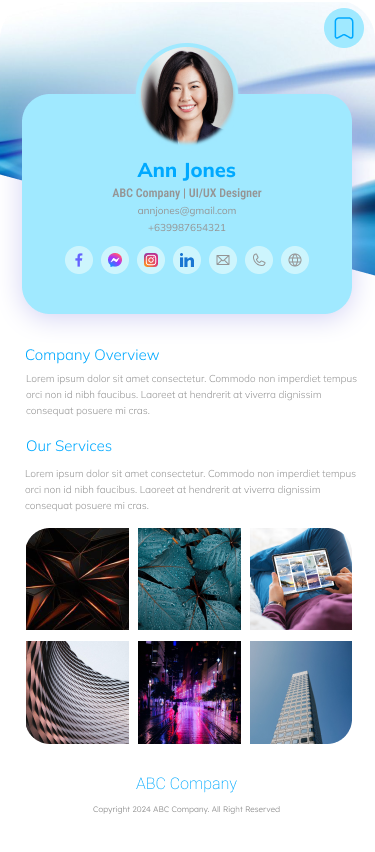 Ann Jones
ABC Company | UI/UX Designer
annjones@gmail.com
+639987654321
Company Overview
Lorem ipsum dolor sit amet consectetur. Commodo non imperdiet tempus
orci non id nibh faucibus. Laoreet at hendrerit at viverra dignissim
consequat posuere mi cras.
Our Services
Lorem ipsum dolor sit amet consectetur. Commodo non imperdiet tempus
orci non id nibh faucibus. Laoreet at hendrerit at viverra dignissim
consequat posuere mi cras.
ABC Company
Copyright 2024 ABC Company. All Right Reserved